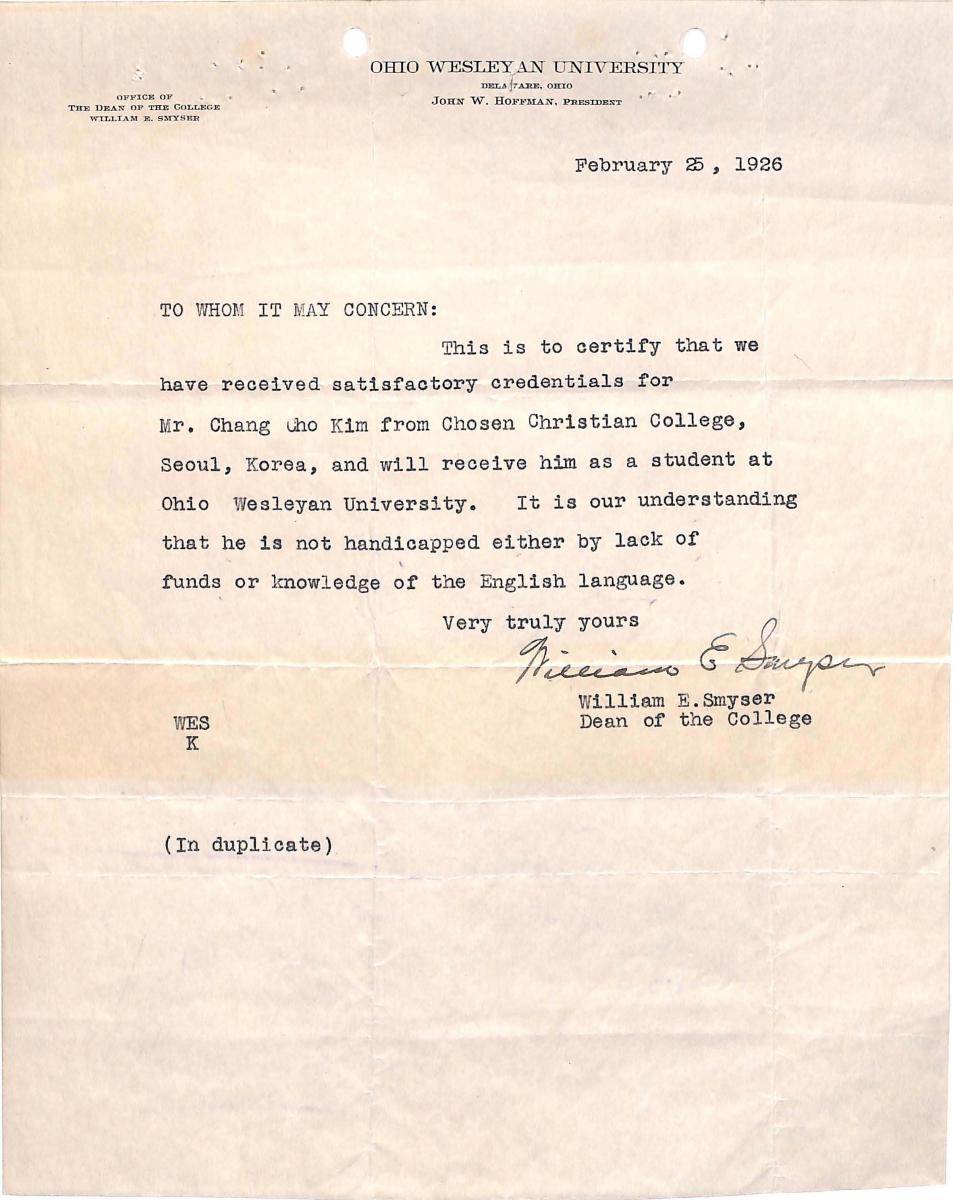 OHIO WESLEYAN UNIVERSITY
DELAWARE, OHIO
JOHN W. HOFFMAN, PRESIDENT
OFFICE OF
THE DEAN OF THE COLLEGE
WILLIAM E. SMYSER
February 25, 1926
TO WHOM IT MAY CONCERN:
This is to certify that we
have received satisfactory credentials for
Mr. Chang Kim from Chosen Christian College,
Seoul, Korea, and will receive him as a student at
Ohio Wesleyan University. It is our understanding
that he is not handicapped either by lack of
funds or knowledge of the English language.
Very truly yours
William E Smyser
William E.Smyser
Dean of the College
WES
K
(In duplicate)